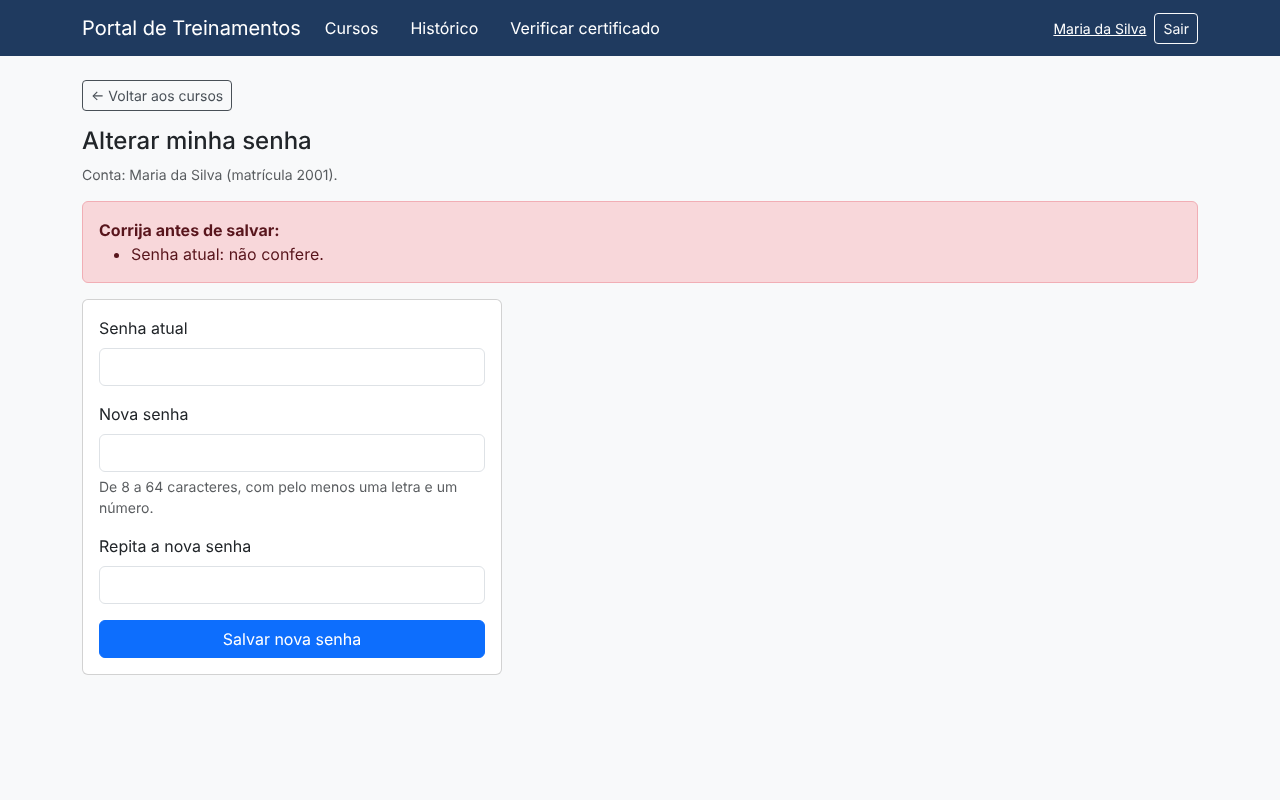 Portal de Treinamentos Cursos Histórico Verificar certificado Maria da Silva Sair
← Voltar aos cursos
Alterar minha senha
Conta: Maria da Silva (matrícula 2001).
Corrija antes de salvar:
• Senha atual: não confere.
Senha atual
Nova senha
De 8 a 64 caracteres, com pelo menos uma letra e um
número.
Repita a nova senha
Salvar nova senha